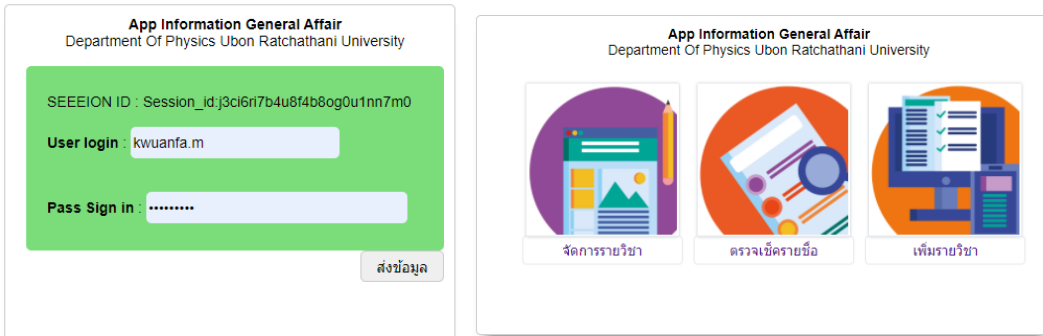 App Information General Affair
Department Of Physics Ubon Ratchathani University
SEEEION ID : Session_id:j3ci6ri7b4u8f4b8og0u1nn7m0
User login : kwuanfa.m
Pass Sign in : •••••••••
ส่งข้อมูล
App Information General Affair
Department Of Physics Ubon Ratchathani University
จัดการรายวิชา
ตรวจเช็ครายชื่อ
เพิ่มรายวิชา